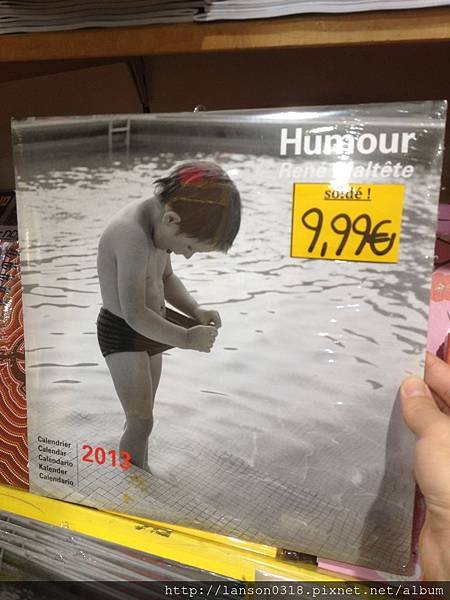 Humour
René Maltête
soldé !
9,99€
Calendrier
Calendar
Calendario
Kalender
Calendario
2013
http://lanson0318.pixnet.net/album